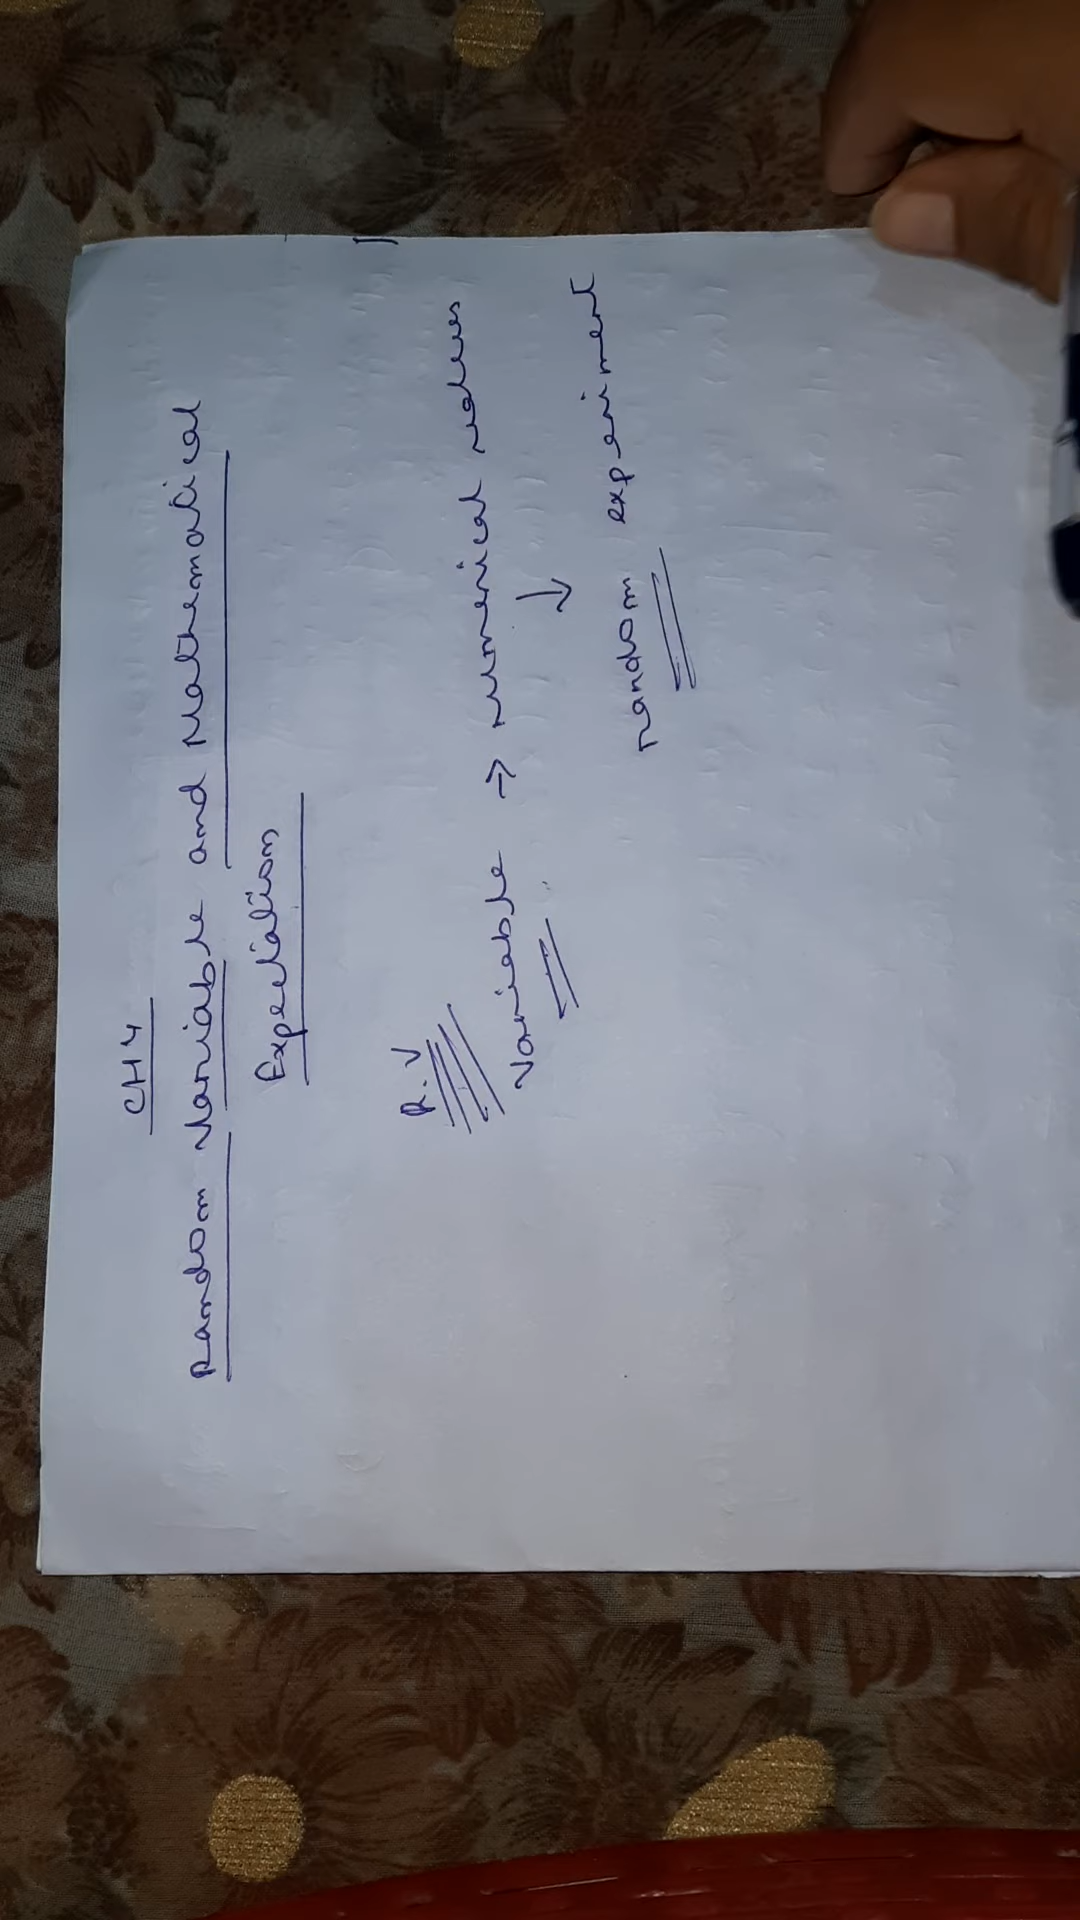 CH 4
Random Variable and Mathematical
Expectation
R.V
Variable → numerical values
↓
random experiment